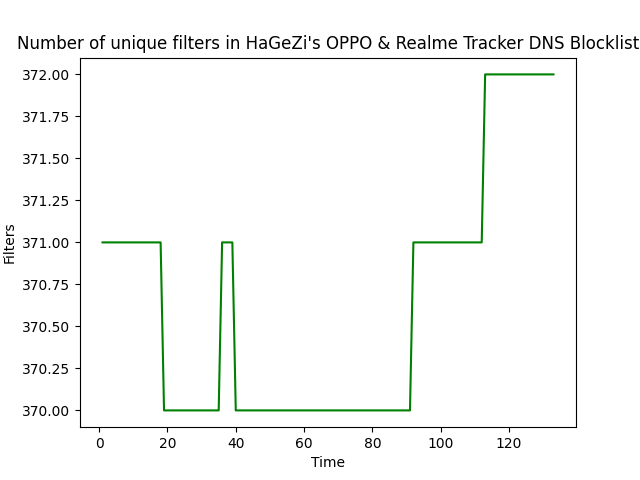 Number of unique filters in HaGeZi's OPPO & Realme Tracker DNS Blocklist
372.00
371.75
371.50
371.25
371.00
370.75
370.50
370.25
370.00
Filters
0 20 40 60 80 100 120
Time